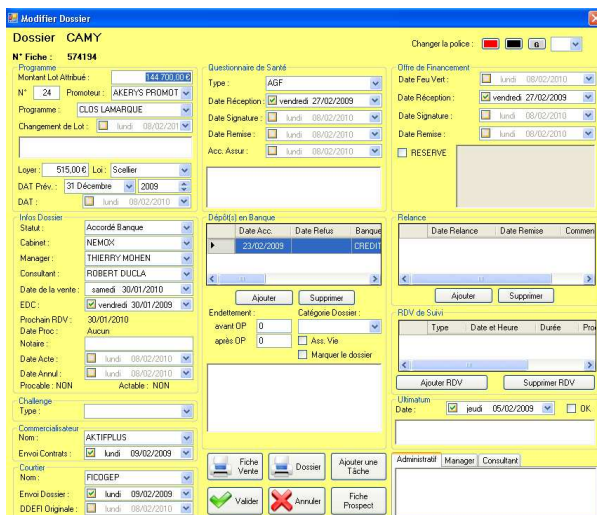 Modifier Dossier
Dossier CAMY
Changer la police : G
N° Fiche : 574194
Programme
Montant Lot Attribué : 144 700,00 €
N° 24 Promoteur : AKERYS PROMOT
Programme : CLOS LAMARQUE
Changement de Lot : lundi 08/02/201
Loyer : 515,00 € Loi : Scellier
DAT Prév. : 31 Décembre 2009
DAT : lundi 08/02/2010
Questionnaire de Santé
Type : AGF
Date Réception : vendredi 27/02/2009
Date Signature : lundi 08/02/2010
Date Remise : lundi 08/02/2010
Acc. Assur : lundi 08/02/2010
Offre de Financement
Date Feu Vert : lundi 08/02/2010
Date Réception : vendredi 27/02/2009
Date Signature : lundi 08/02/2010
Date Remise : lundi 08/02/2010
RESERVE
Infos Dossier
Statut : Accordé Banque
Cabinet : NEMOX
Manager : THIERRY MOHEN
Consultant : ROBERT DUCLA
Date de la vente : samedi 30/01/2010
EDC : vendredi 30/01/2009
Prochain RDV : 30/01/2010
Date Proc : Aucun
Notaire :
Date Acte : lundi 08/02/2010
Date Annul : lundi 08/02/2010
Procable : NON Actable : NON
Dépôt(s) en Banque
Date Acc. Date Refus Banque
23/02/2009 CREDIT
Ajouter Supprimer
Endettement : Catégorie Dossier :
avant OP 0
après OP 0 Ass. Vie
Marquer le dossier
Relance
Date Relance Date Remise Commen
Ajouter Supprimer
RDV de Suivi
Type Date et Heure Durée Pro
Ajouter RDV Supprimer RDV
Ultimatum
Date : jeudi 05/02/2009 OK
Challenge
Type :
Commercialisateur
Nom : AKTIFPLUS
Envoi Contrats : lundi 09/02/2009
Courtier
Nom : FICOGEP
Envoi Dossier : lundi 09/02/2009
DDEFI Originale : lundi 08/02/2010
Fiche Vente
Dossier
Ajouter une Tâche
Valider
Annuler
Fiche Prospect
Administratif Manager Consultant